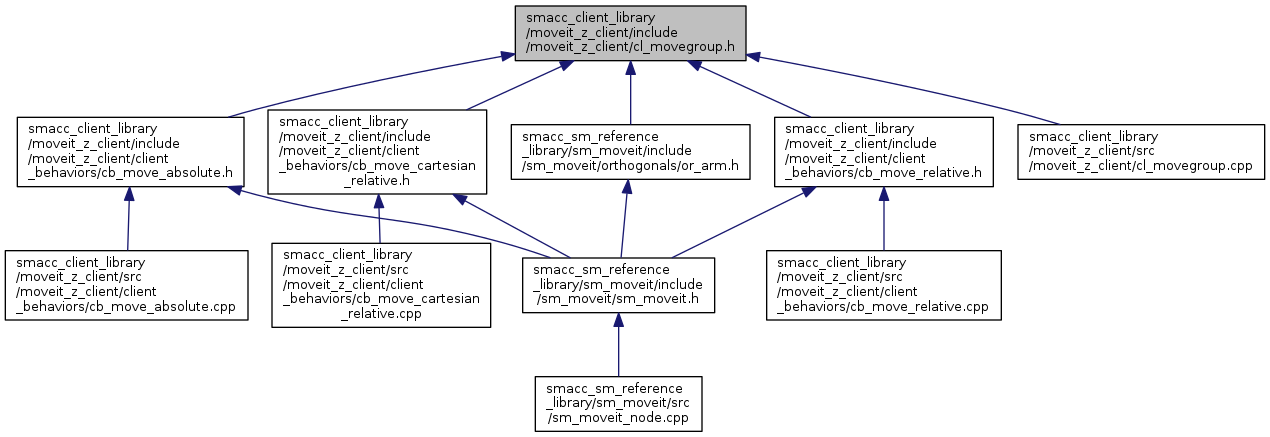 smacc_client_library
/moveit_z_client/include
/moveit_z_client/cl_movegroup.h
smacc_client_library
/moveit_z_client/include
/moveit_z_client/client
_behaviors/cb_move_absolute.h
smacc_client_library
/moveit_z_client/include
/moveit_z_client/client
_behaviors/cb_move_cartesian
_relative.h
smacc_sm_reference
_library/sm_moveit/include
/sm_moveit/orthogonals/or_arm.h
smacc_client_library
/moveit_z_client/include
/moveit_z_client/client
_behaviors/cb_move_relative.h
smacc_client_library
/moveit_z_client/src
/moveit_z_client/cl_movegroup.cpp
smacc_client_library
/moveit_z_client/src
/moveit_z_client/client
_behaviors/cb_move_absolute.cpp
smacc_client_library
/moveit_z_client/src
/moveit_z_client/client
_behaviors/cb_move_cartesian
_relative.cpp
smacc_sm_reference
_library/sm_moveit/include
/sm_moveit/sm_moveit.h
smacc_client_library
/moveit_z_client/src
/moveit_z_client/client
_behaviors/cb_move_relative.cpp
smacc_sm_reference
_library/sm_moveit/src
/sm_moveit_node.cpp